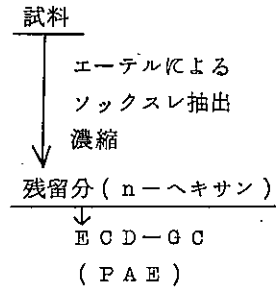 試料
エーテルによる
ソックスレ抽出
濃縮
残留分(n-ヘキサン)
ECD-GC
(PAE)